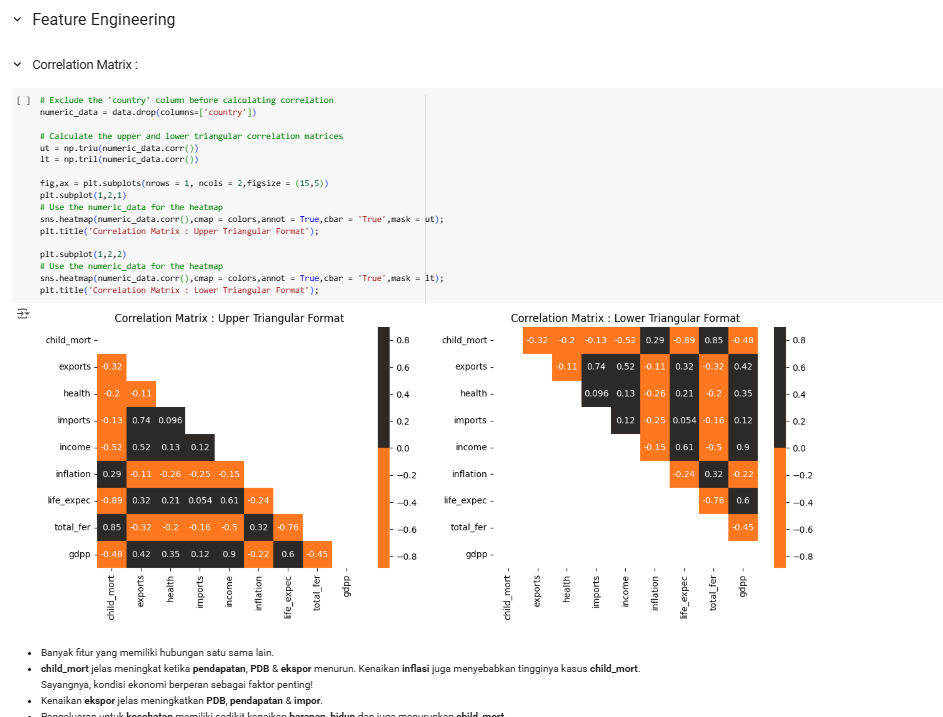 Feature Engineering
Correlation Matrix :
[ ] # Exclude the 'country' column before calculating correlation
numeric_data = data.drop(columns=['country'])
# Calculate the upper and lower triangular correlation matrices
ut = np.triu(numeric_data.corr())
lt = np.tril(numeric_data.corr())
fig,ax = plt.subplots(nrows = 1, ncols = 2,figsize = (15,5))
plt.subplot(1,2,1)
# Use the numeric_data for the heatmap
sns.heatmap(numeric_data.corr(),cmap = colors,annot = True,cbar = 'True',mask = ut);
plt.title('Correlation Matrix : Upper Triangular Format');
plt.subplot(1,2,2)
# Use the numeric_data for the heatmap
sns.heatmap(numeric_data.corr(),cmap = colors,annot = True,cbar = 'True',mask = lt);
plt.title('Correlation Matrix : Lower Triangular Format');
Correlation Matrix : Upper Triangular Format
child_mort
exports -0.32
health -0.2 -0.11
imports -0.13 0.74 0.096
income -0.52 0.52 0.13 0.12
inflation 0.29 -0.11 -0.26 -0.25 -0.15
life_expec -0.89 0.32 0.21 0.054 0.61 -0.24
total_fer 0.85 -0.32 -0.2 -0.16 -0.5 0.32 -0.76
gdpp -0.48 0.42 0.35 0.12 0.9 -0.22 0.6 -0.45
child_mort exports health imports income inflation life_expec total_fer gdpp
0.8
0.6
0.4
0.2
0.0
-0.2
-0.4
-0.6
-0.8
Correlation Matrix : Lower Triangular Format
child_mort -0.32 -0.2 -0.13 -0.52 0.29 -0.89 0.85 -0.48
exports -0.11 0.74 0.52 -0.11 0.32 -0.32 0.42
health 0.096 0.13 -0.26 0.21 -0.2 0.35
imports 0.12 -0.25 0.054 -0.16 0.12
income -0.15 0.61 -0.5 0.9
inflation -0.24 0.32 -0.22
life_expec -0.76 0.6
total_fer -0.45
gdpp
child_mort exports health imports income inflation life_expec total_fer gdpp
0.8
0.6
0.4
0.2
0.0
-0.2
-0.4
-0.6
-0.8
Banyak fitur yang memiliki hubungan satu sama lain.
child_mort jelas meningkat ketika pendapatan, PDB & ekspor menurun. Kenaikan inflasi juga menyebabkan tingginya kasus child_mort.
Sayangnya, kondisi ekonomi berperan sebagai faktor penting!
Kenaikan ekspor jelas meningkatkan PDB, pendapatan & impor.
Pengeluaran untuk kesehatan memiliki sedikit kenaikan harapan_hidup dan juga menurunkan child_mort.